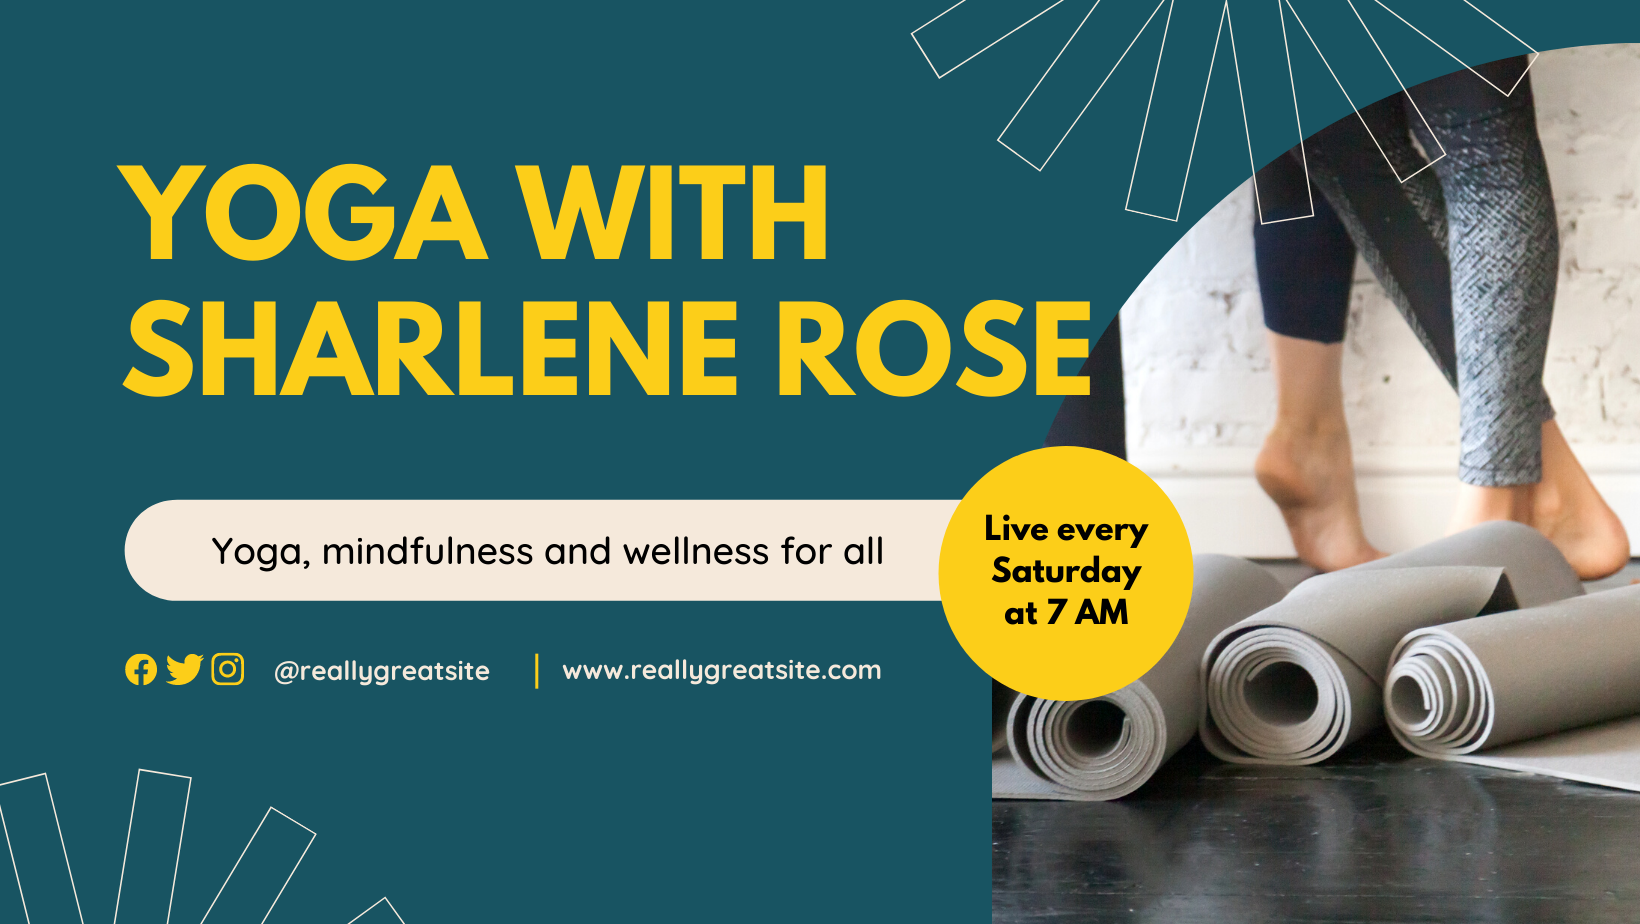 YOGA WITH
SHARLENE ROSE
Yoga, mindfulness and wellness for all
Live every
Saturday
at 7 AM
@reallygreatsite | www.reallygreatsite.com